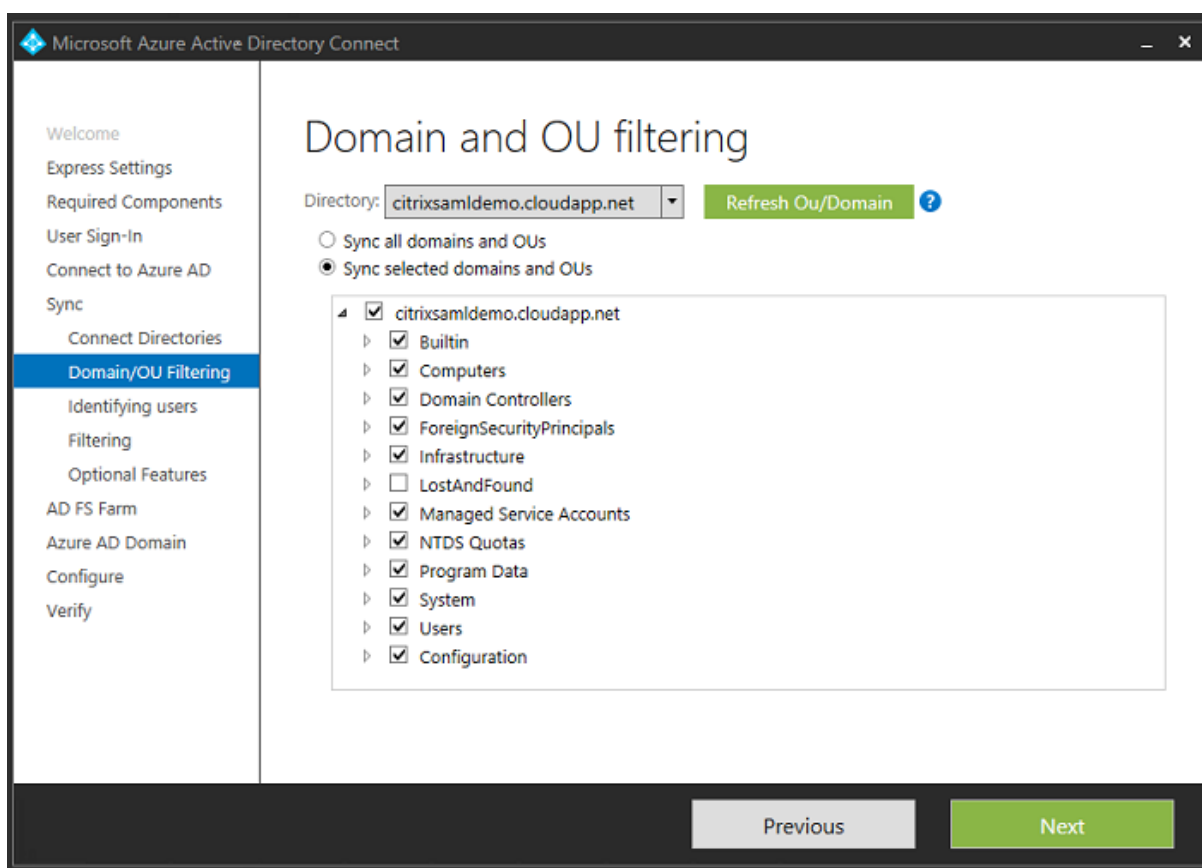 Microsoft Azure Active Directory Connect
Welcome
Express Settings
Required Components
User Sign-In
Connect to Azure AD
Sync
Connect Directories
Domain/OU Filtering
Identifying users
Filtering
Optional Features
AD FS Farm
Azure AD Domain
Configure
Verify
Domain and OU filtering
Directory: citrixsamldemo.cloudapp.net Refresh Ou/Domain ?
Sync all domains and OUs
Sync selected domains and OUs
citrixsamldemo.cloudapp.net
Builtin
Computers
Domain Controllers
ForeignSecurityPrincipals
Infrastructure
LostAndFound
Managed Service Accounts
NTDS Quotas
Program Data
System
Users
Configuration
Previous Next